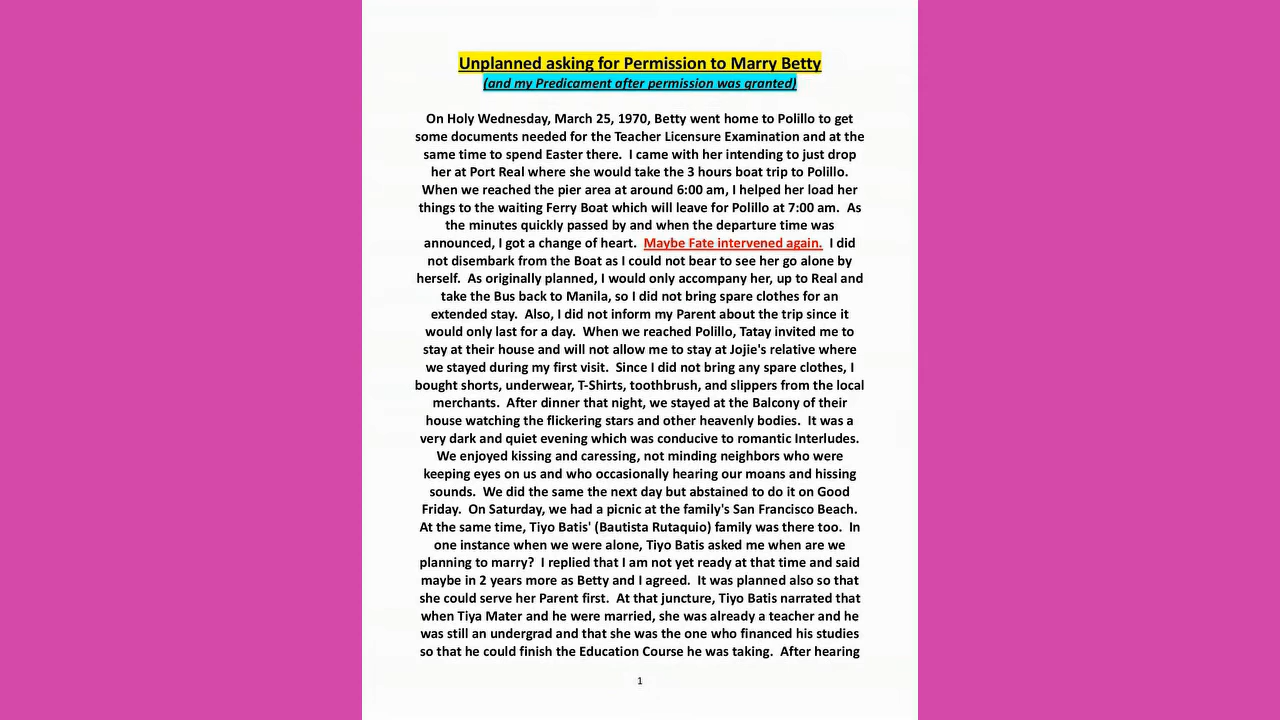 Unplanned asking for Permission to Marry Betty
(and my Predicament after permission was granted)
On Holy Wednesday, March 25, 1970, Betty went home to Polillo to get
some documents needed for the Teacher Licensure Examination and at the
same time to spend Easter there.  I came with her intending to just drop
her at Port Real where she would take the 3 hours boat trip to Polillo.
When we reached the pier area at around 6:00 am, I helped her load her
things to the waiting Ferry Boat which will leave for Polillo at 7:00 am.  As
the minutes quickly passed by and when the departure time was
announced, I got a change of heart.  Maybe Fate intervened again.  I did
not disembark from the Boat as I could not bear to see her go alone by
herself.  As originally planned, I would only accompany her, up to Real and
take the Bus back to Manila, so I did not bring spare clothes for an
extended stay.  Also, I did not inform my Parent about the trip since it
would only last for a day.  When we reached Polillo, Tatay invited me to
stay at their house and will not allow me to stay at Jojie's relative where
we stayed during my first visit.  Since I did not bring any spare clothes, I
bought shorts, underwear, T-Shirts, toothbrush, and slippers from the local
merchants.  After dinner that night, we stayed at the Balcony of their
house watching the flickering stars and other heavenly bodies.  It was a
very dark and quiet evening which was conducive to romantic Interludes.
We enjoyed kissing and caressing, not minding neighbors who were
keeping eyes on us and who occasionally hearing our moans and hissing
sounds.  We did the same the next day but abstained to do it on Good
Friday.  On Saturday, we had a picnic at the family's San Francisco Beach.
At the same time, Tiyo Batis' (Bautista Rutaquio) family was there too.  In
one instance when we were alone, Tiyo Batis asked me when are we
planning to marry?  I replied that I am not yet ready at that time and said
maybe in 2 years more as Betty and I agreed.  It was planned also so that
she could serve her Parent first.  At that juncture, Tiyo Batis narrated that
when Tiya Mater and he were married, she was already a teacher and he
was still an undergrad and that she was the one who financed his studies
so that he could finish the Education Course he was taking.  After hearing
1